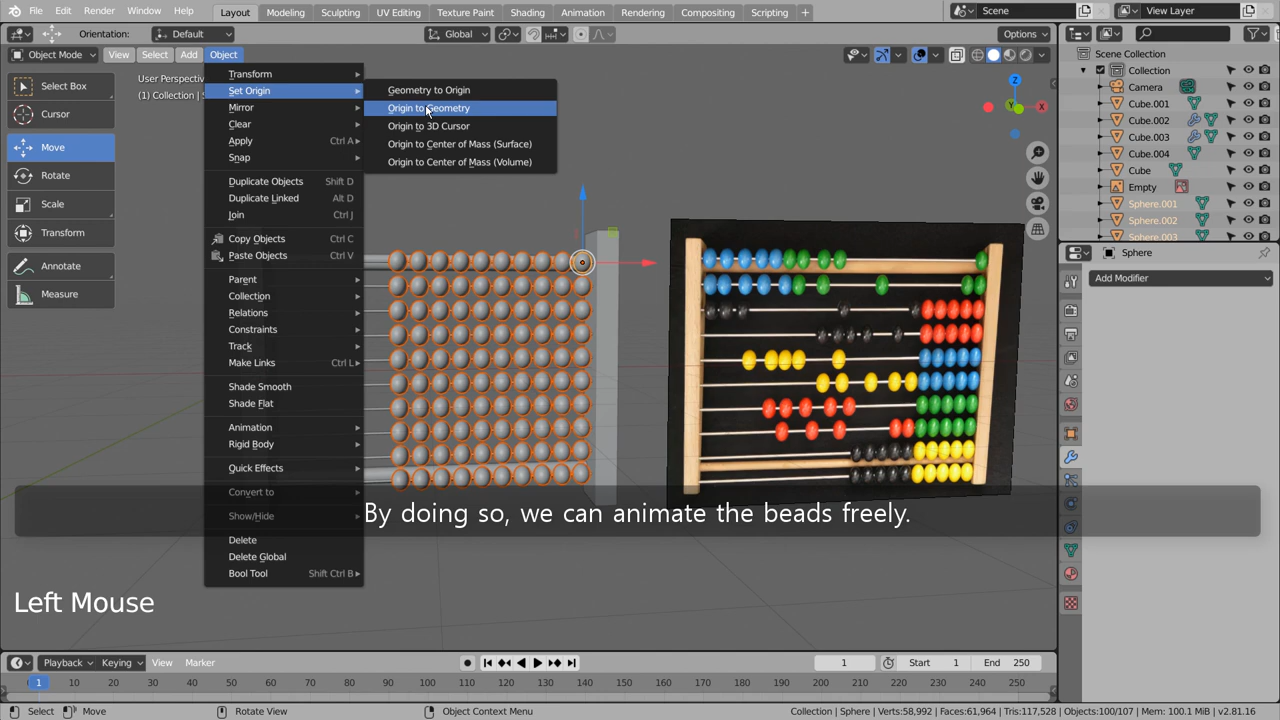 File Edit Render Window Help
Layout Modeling Sculpting UV Editing Texture Paint Shading Animation Rendering Compositing Scripting +
Scene View Layer
Orientation: Default Global Options
Object Mode View Select Add Object
User Perspectiv
(1) Collection | S
Select Box
Cursor
Move
Rotate
Scale
Transform
Annotate
Measure
Transform
Set Origin
Mirror
Clear
Apply Ctrl A
Snap
Duplicate Objects Shift D
Duplicate Linked Alt D
Join Ctrl J
Copy Objects Ctrl C
Paste Objects Ctrl V
Parent
Collection
Relations
Constraints
Track
Make Links Ctrl L
Shade Smooth
Shade Flat
Animation
Rigid Body
Quick Effects
Convert to
Show/Hide
Delete
Delete Global
Bool Tool Shift Ctrl B
Geometry to Origin
Origin to Geometry
Origin to 3D Cursor
Origin to Center of Mass (Surface)
Origin to Center of Mass (Volume)
Z
Y
Scene Collection
Collection
Camera
Cube.001
Cube.002
Cube.003
Cube.004
Cube
Empty
Sphere.001
Sphere.002
Sphere.003
Sphere
Add Modifier
By doing so, we can animate the beads freely.
Left Mouse
Playback Keying View Marker 1 Start 1 End 250
1 10 20 30 40 50 60 70 80 90 100 110 120 130 140 150 160 170 180 190 200 210 220 230 240 250
Select Move Rotate View Object Context Menu Collection | Sphere | Verts:58,992 | Faces:61,964 | Tris:117,528 | Objects:100/107 | Mem: 100.1 MiB | v2.81.16